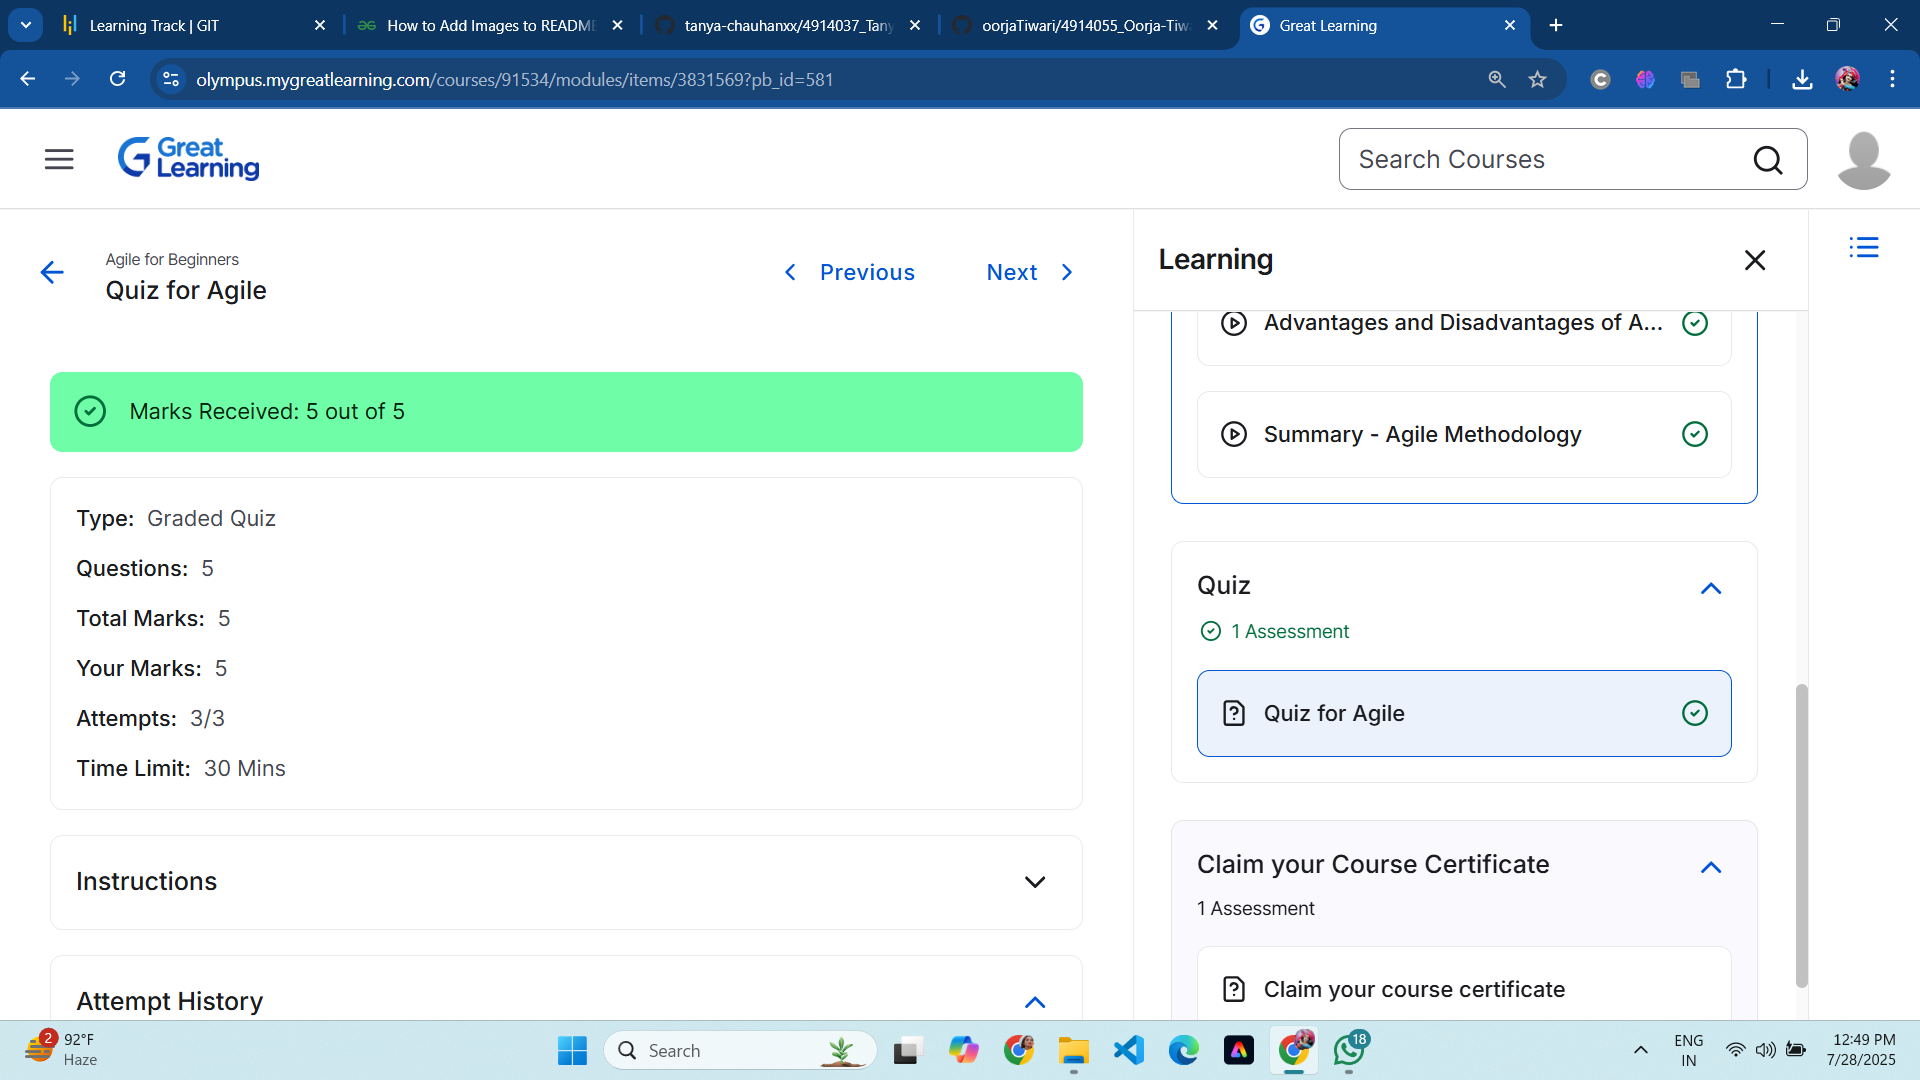 Learning Track | GIT
How to Add Images to README
tanya-chauhanxx/4914037_Tany
oorjaTiwari/4914055_Oorja-Tiwa
Great Learning
olympus.mygreatlearning.com/courses/91534/modules/items/3831569?pb_id=581
Great
Learning
Search Courses
Agile for Beginners
Quiz for Agile
Previous
Next
Learning
Advantages and Disadvantages of A...
Marks Received: 5 out of 5
Summary - Agile Methodology
Type: Graded Quiz
Questions: 5
Total Marks: 5
Your Marks: 5
Attempts: 3/3
Time Limit: 30 Mins
Quiz
1 Assessment
Quiz for Agile
Instructions
Claim your Course Certificate
1 Assessment
Claim your course certificate
Attempt History
2
92°F
Haze
Search
18
ENG
IN
12:49 PM
7/28/2025